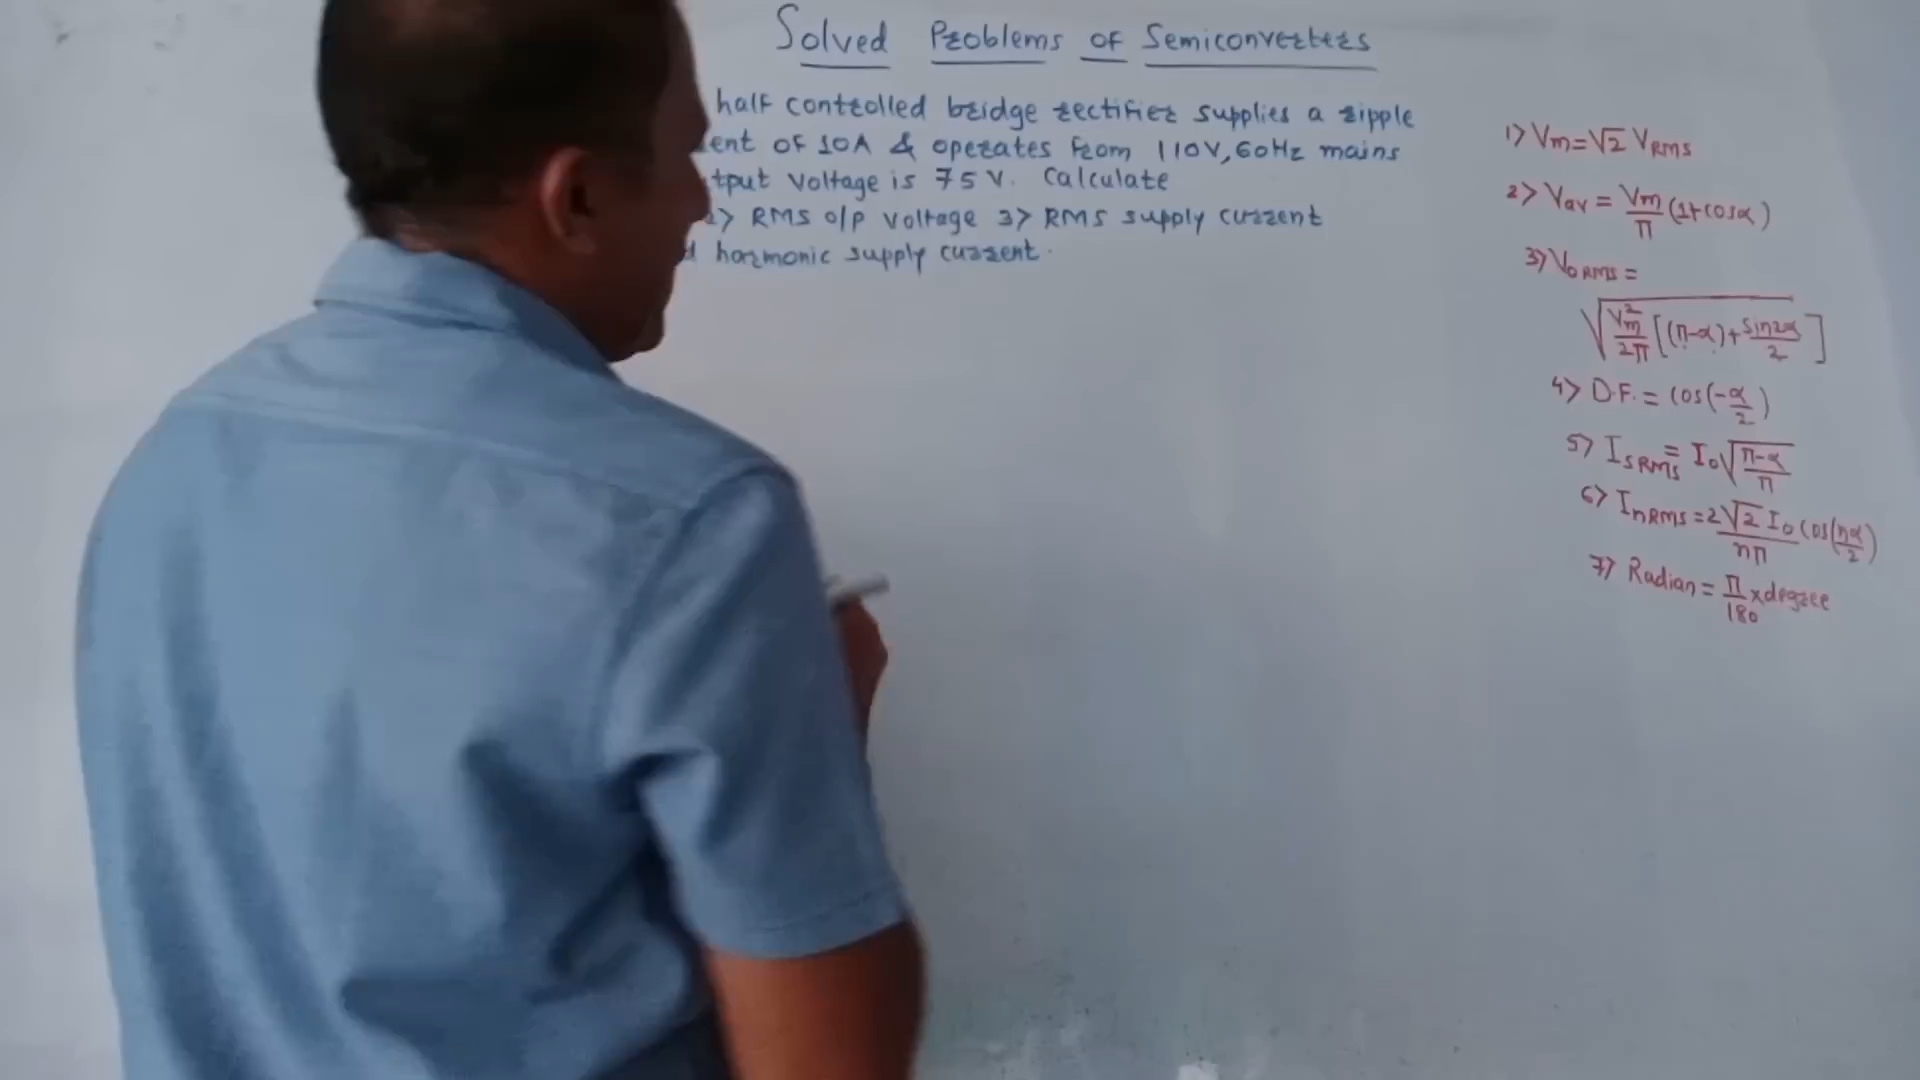 Solved Problems of Semiconverters
half controlled bridge rectifier supplies a ripple
ent of 10A & operates from 110V, 60Hz mains
tput voltage is 75V. Calculate
2> RMS o/p voltage 3> RMS supply current
harmonic supply current.
1> Vm = √2 VRMS
2> Vav = Vm/π (1+cosα)
3> VoRMS =
√(Vm²/2π [(π-α) + sin2α/2])
4> D.F. = cos(-α/2)
5> IsRMS = Io√((π-α)/π)
6> InRMS = 2√2 Io/nπ cos(nα/2)
7> Radian = π/180 x degree